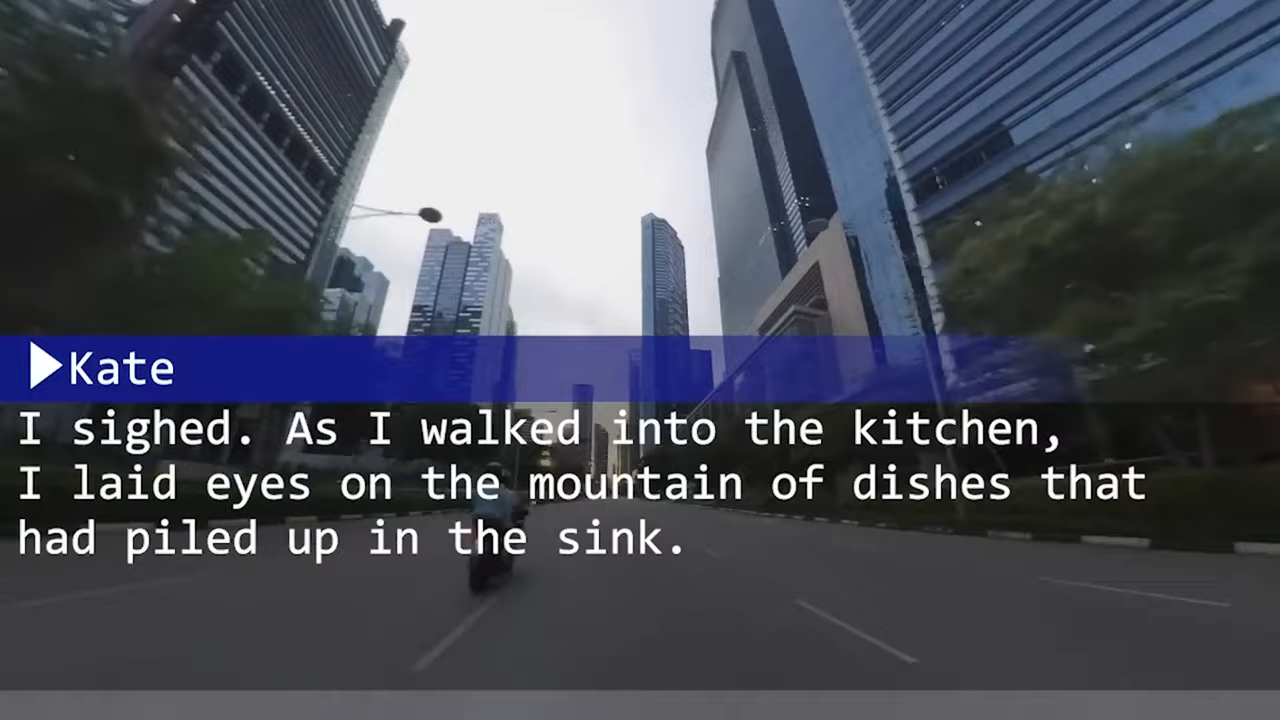 Kate
I sighed. As I walked into the kitchen,
I laid eyes on the mountain of dishes that
had piled up in the sink.